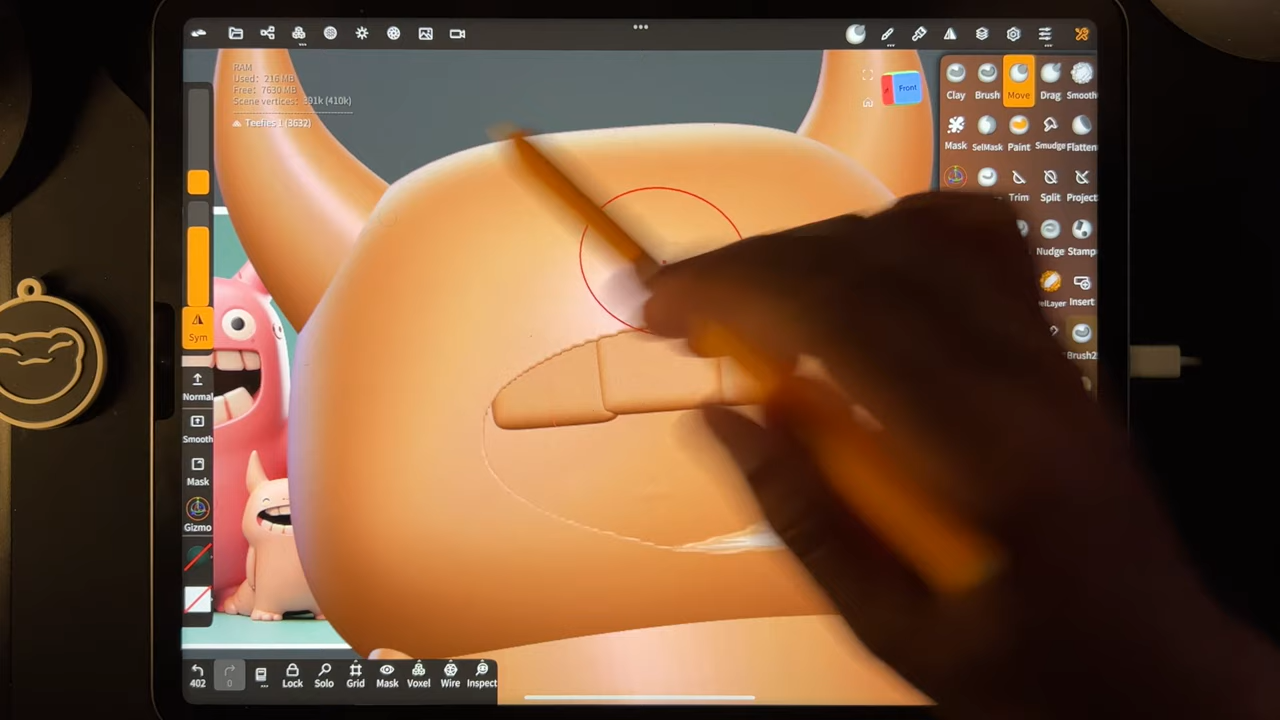 RAM
Used: 216 MB
Free: 7630 MB
Scene vertices: 391k (410k)
Teefies 1 (3632)
Front
Clay Brush Move Drag Smooth
Mask SelMask Paint Smudge Flatten
Trim Split Project
Nudge Stamp
Insert
Brush2
Sym
Normal
Smooth
Mask
Gizmo
402 0 Lock Solo Grid Mask Voxel Wire Inspect